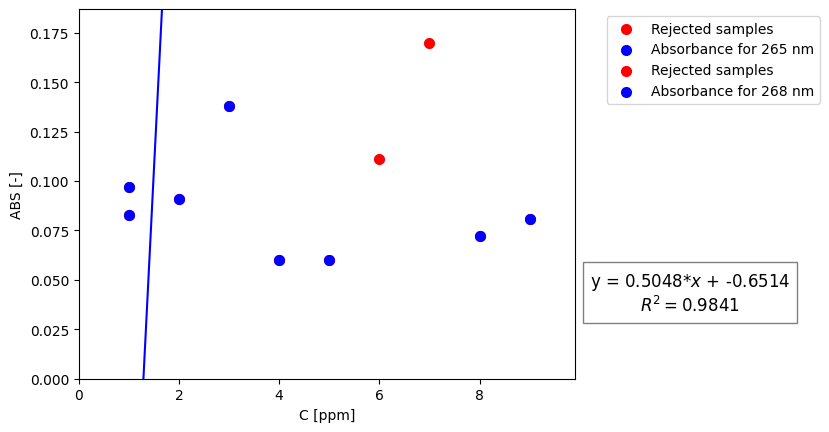 0.175
0.150
0.125
0.100
0.075
0.050
0.025
0.000
ABS [-]
0
2
4
6
8
C [ppm]
Rejected samples
Absorbance for 265 nm
Rejected samples
Absorbance for 268 nm
y = 0.5048*x + -0.6514
R² = 0.9841